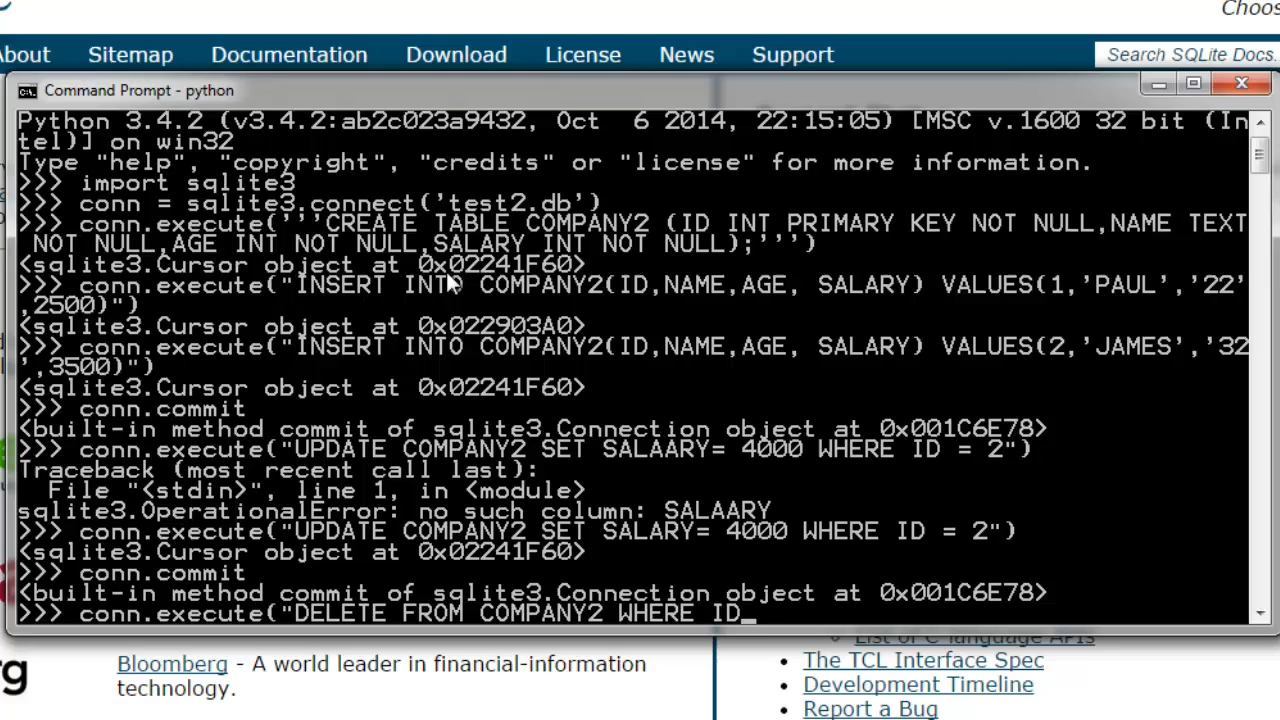 Choos
About Sitemap Documentation Download License News Support Search SQLite Docs.
Command Prompt - python
Python 3.4.2 (v3.4.2:ab2c023a9432, Oct  6 2014, 22:15:05) [MSC v.1600 32 bit (In
tel)] on win32
Type "help", "copyright", "credits" or "license" for more information.
>>> import sqlite3
>>> conn = sqlite3.connect('test2.db')
>>> conn.execute('''CREATE TABLE COMPANY2 (ID INT PRIMARY KEY NOT NULL,NAME TEXT
 NOT NULL,AGE INT NOT NULL,SALARY INT NOT NULL);''')
<sqlite3.Cursor object at 0x02241F60>
>>> conn.execute("INSERT INTO COMPANY2(ID,NAME,AGE, SALARY) VALUES(1,'PAUL','22'
,2500)")
<sqlite3.Cursor object at 0x022903A0>
>>> conn.execute("INSERT INTO COMPANY2(ID,NAME,AGE, SALARY) VALUES(2,'JAMES','32
',3500)")
<sqlite3.Cursor object at 0x02241F60>
>>> conn.commit
<built-in method commit of sqlite3.Connection object at 0x001C6E78>
>>> conn.execute("UPDATE COMPANY2 SET SALAARY= 4000 WHERE ID = 2")
Traceback (most recent call last):
  File "<stdin>", line 1, in <module>
sqlite3.OperationalError: no such column: SALAARY
>>> conn.execute("UPDATE COMPANY2 SET SALARY= 4000 WHERE ID = 2")
<sqlite3.Cursor object at 0x02241F60>
>>> conn.commit
<built-in method commit of sqlite3.Connection object at 0x001C6E78>
>>> conn.execute("DELETE FROM COMPANY2 WHERE ID_
List of C-language APIs
rg Bloomberg - A world leader in financial-information
technology.
The TCL Interface Spec
Development Timeline
Report a Bug